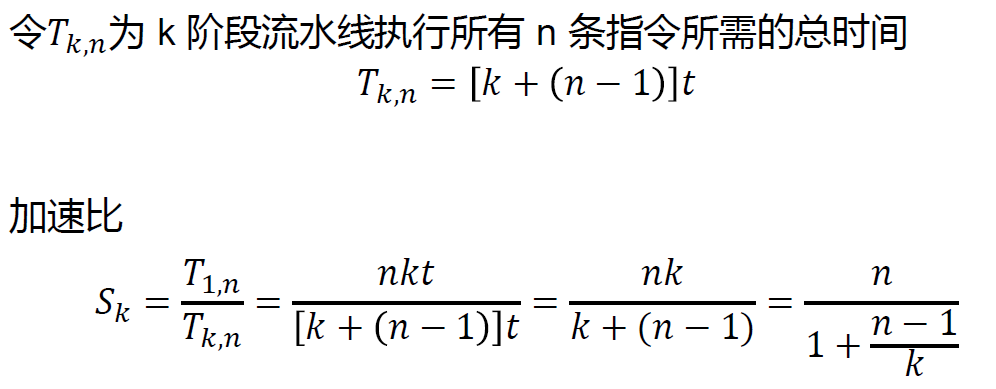 令$T_{k,n}$为 k 阶段流水线执行所有 n 条指令所需的总时间
$T_{k,n} = [k + (n - 1)]t$
加速比
$S_k = \frac{T_{1,n}}{T_{k,n}} = \frac{nkt}{[k + (n - 1)]t} = \frac{nk}{k + (n - 1)} = \frac{n}{1 + \frac{n - 1}{k}}$